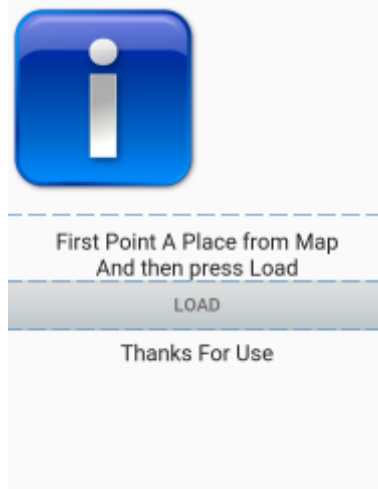 First Point A Place from Map
And then press Load
LOAD
Thanks For Use